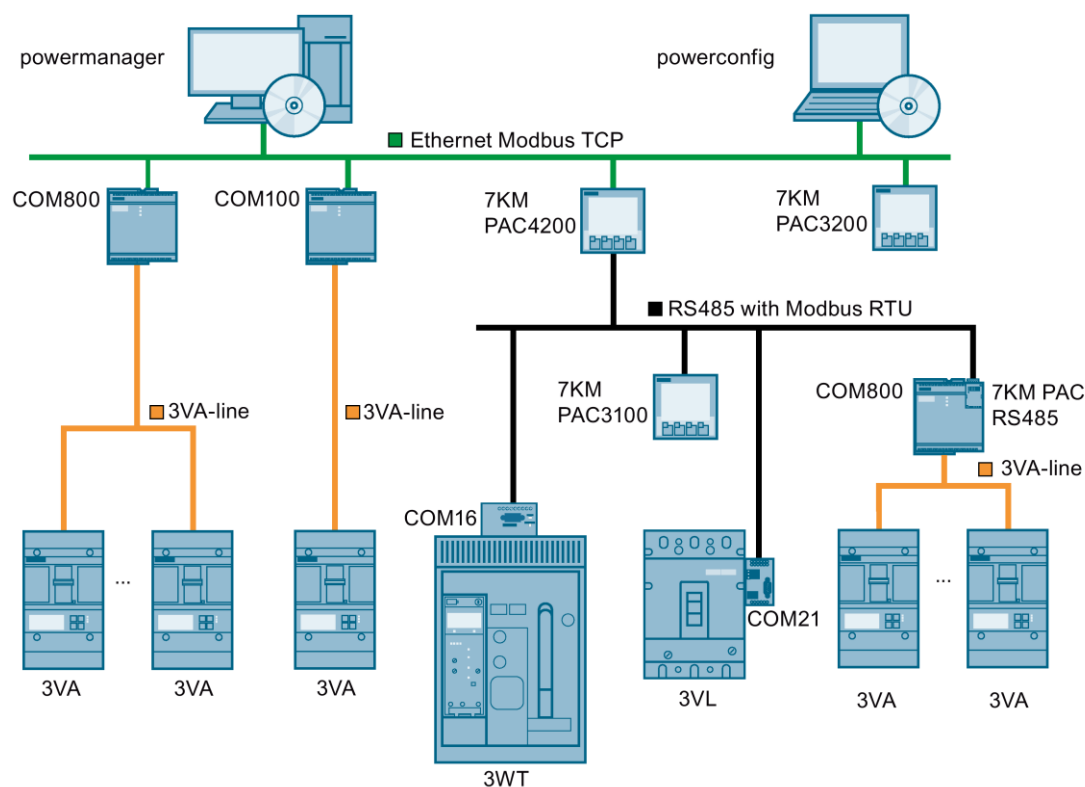 powermanager
powerconfig
Ethernet Modbus TCP
COM800
COM100
7KM
PAC4200
7KM
PAC3200
RS485 with Modbus RTU
7KM
PAC3100
COM800
7KM PAC
RS485
3VA-line
3VA-line
3VA-line
COM16
...
...
COM21
3VA
3VA
3VA
3VL
3VA
3VA
3WT